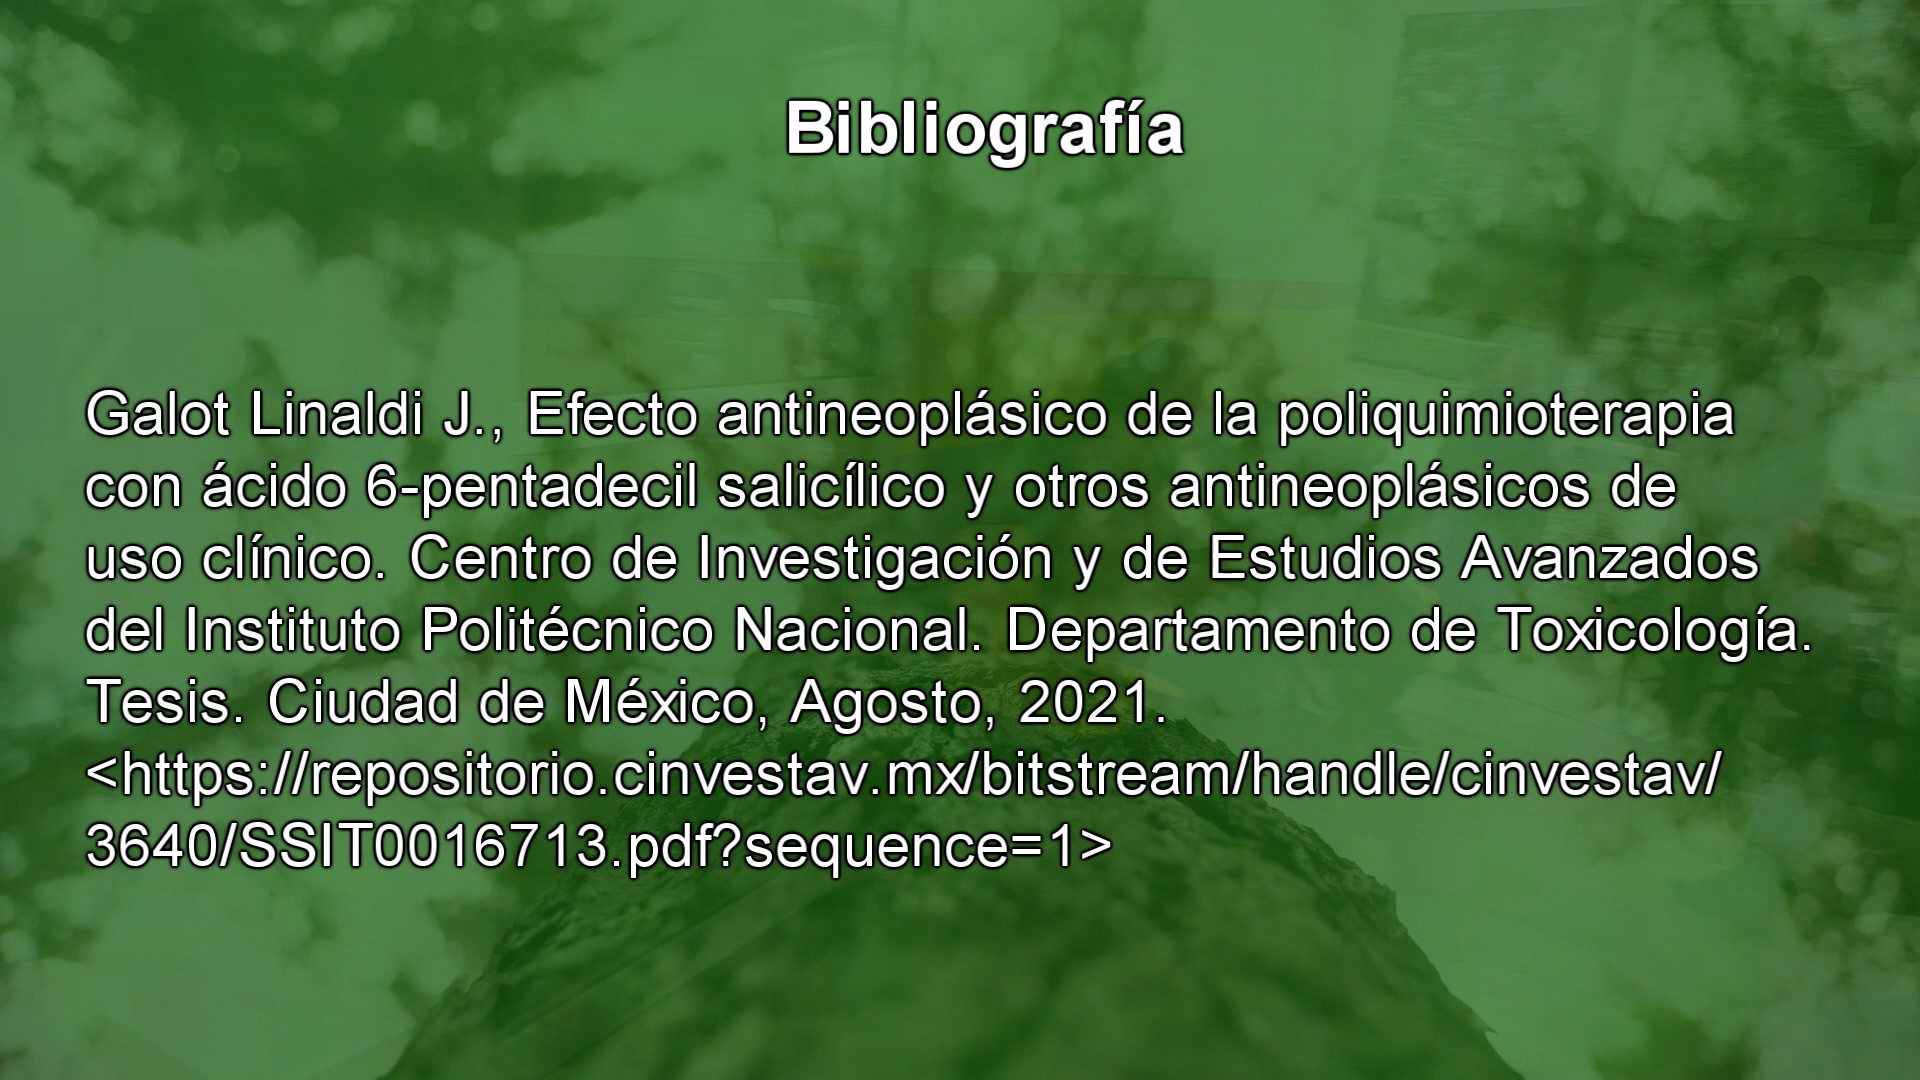 Bibliografía
Galot Linaldi J., Efecto antineoplásico de la poliquimioterapia
con ácido 6-pentadecil salicílico y otros antineoplásicos de
uso clínico. Centro de Investigación y de Estudios Avanzados
del Instituto Politécnico Nacional. Departamento de Toxicología.
Tesis. Ciudad de México, Agosto, 2021.
<https://repositorio.cinvestav.mx/bitstream/handle/cinvestav/
3640/SSIT0016713.pdf?sequence=1>